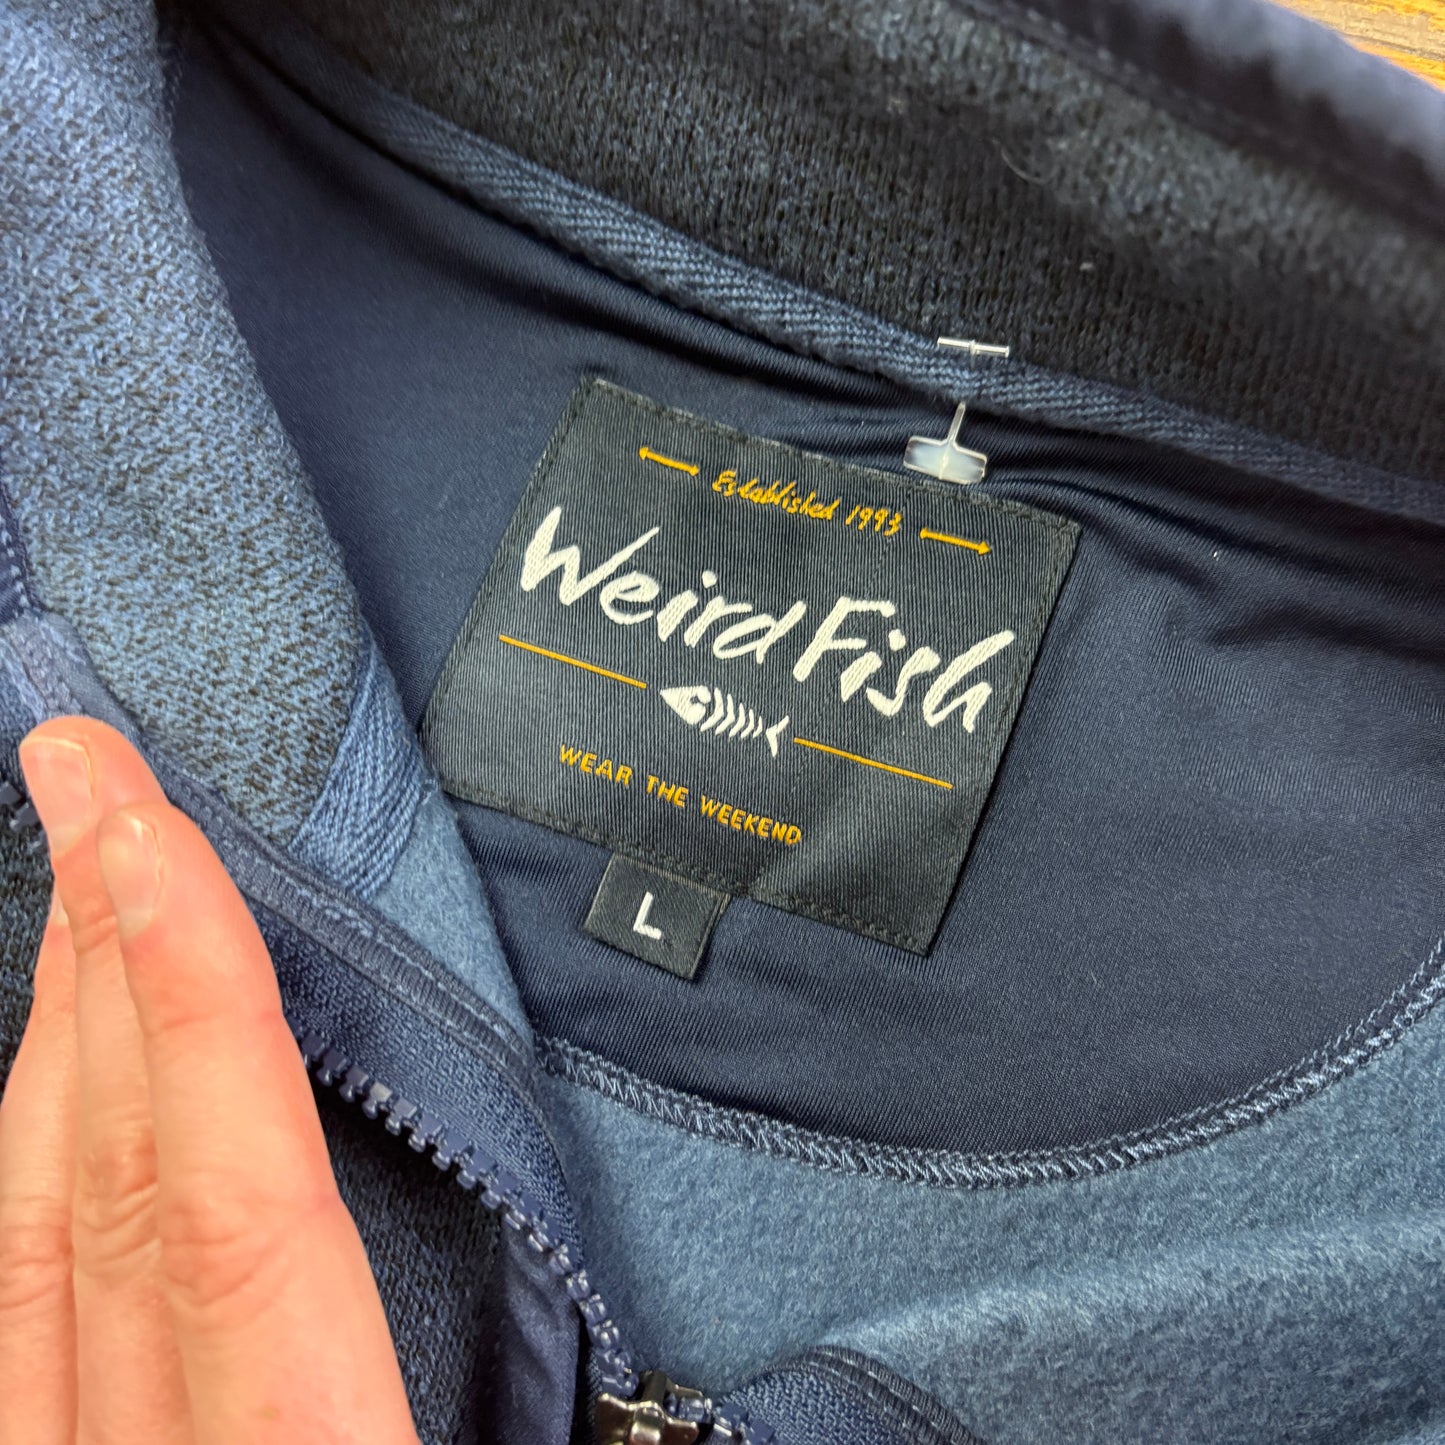 Established 1993
Weird Fish
WEAR THE WEEKEND
L